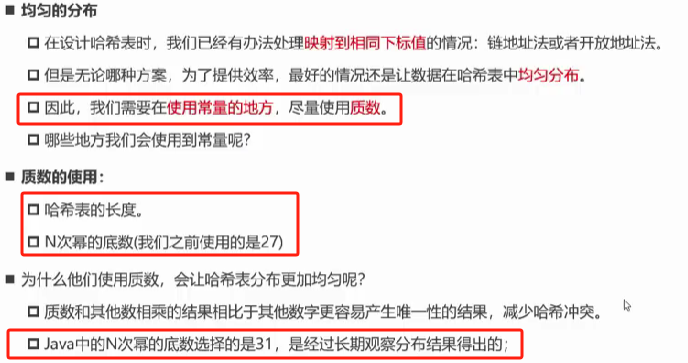 ■ 均匀的分布
□ 在设计哈希表时，我们已经有办法处理映射到相同下标值的情况：链地址法或者开放地址法。
□ 但是无论哪种方案，为了提供效率，最好的情况还是让数据在哈希表中均匀分布。
□ 因此，我们需要在使用常量的地方，尽量使用质数。
□ 哪些地方我们会使用到常量呢？
■ 质数的使用：
□ 哈希表的长度。
□ N次幂的底数(我们之前使用的是27)
■ 为什么他们使用质数，会让哈希表分布更加均匀呢？
□ 质数和其他数相乘的结果相比于其他数字更容易产生唯一性的结果，减少哈希冲突。
□ Java中的N次幂的底数选择的是31，是经过长期观察分布结果得出的；